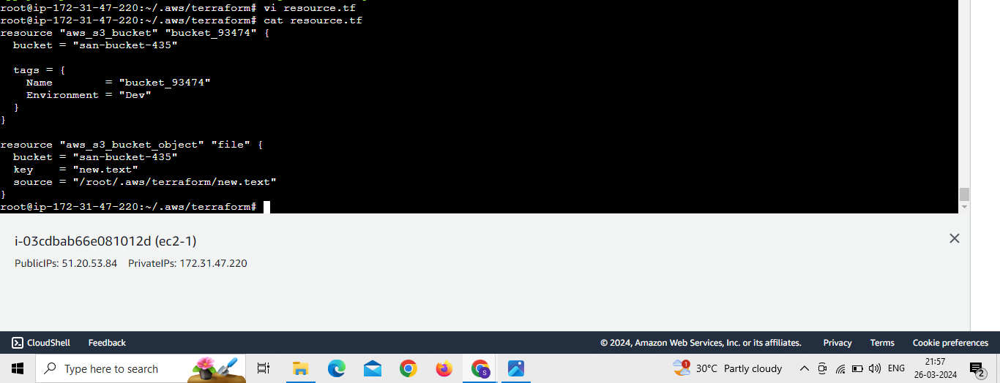 root@ip-172-31-47-220:~/.aws/terraform# vi resource.tf
root@ip-172-31-47-220:~/.aws/terraform# cat resource.tf
resource "aws_s3_bucket" "bucket_93474" {
  bucket = "san-bucket-435"

  tags = {
    Name        = "bucket_93474"
    Environment = "Dev"
  }
}

resource "aws_s3_bucket_object" "file" {
  bucket = "san-bucket-435"
  key    = "new.text"
  source = "/root/.aws/terraform/new.text"
}
root@ip-172-31-47-220:~/.aws/terraform#
i-03cdbab66e081012d (ec2-1)
PublicIPs: 51.20.53.84 PrivateIPs: 172.31.47.220
CloudShell Feedback © 2024, Amazon Web Services, Inc. or its affiliates. Privacy Terms Cookie preferences
Type here to search S 1 30°C Partly cloudy ENG 21:57 2
26-03-2024